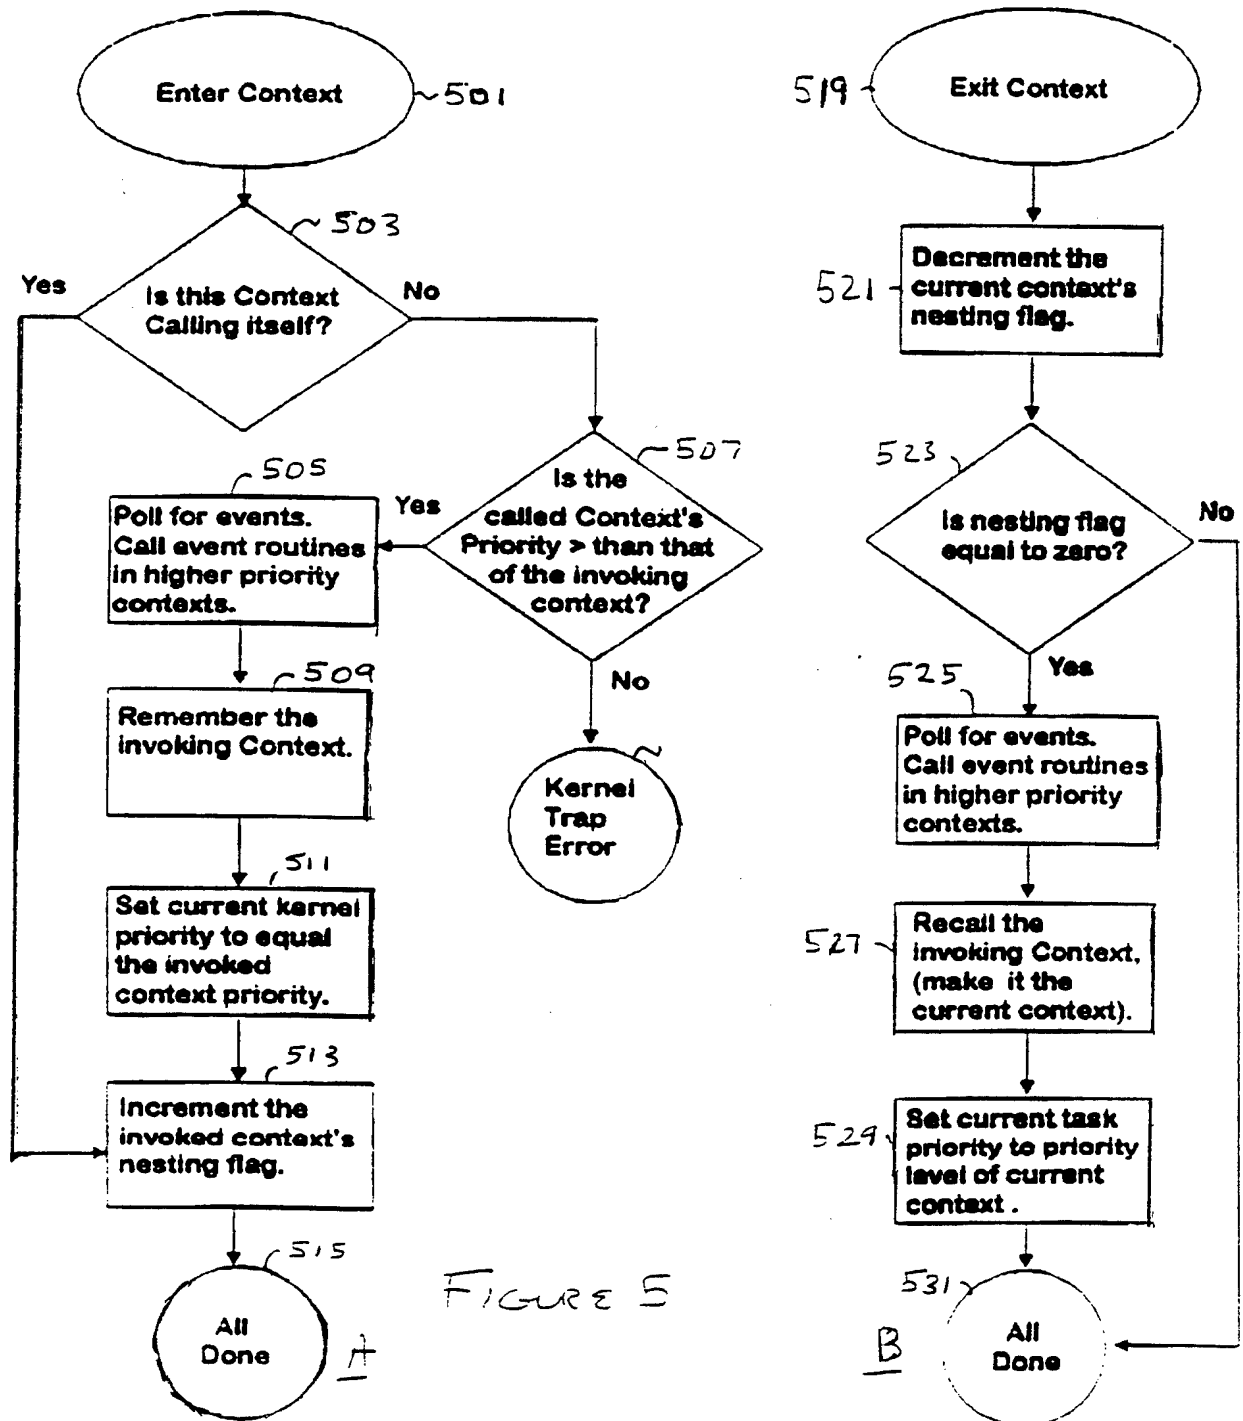 Enter Context
501
503
Yes
Is this Context
Calling itself?
No
505
Poll for events.
Call event routines
in higher priority
contexts.
Yes
507
Is the
called Context's
Priority > than that
of the invoking
context?
No
Kernel
Trap
Error
509
Remember the
invoking Context.
511
Set current kernel
priority to equal
the invoked
context priority.
513
Increment the
invoked context's
nesting flag.
515
All
Done
A
FIGURE 5
519
Exit Context
521
Decrement the
current context's
nesting flag.
523
Is nesting flag
equal to zero?
No
Yes
525
Poll for events.
Call event routines
in higher priority
contexts.
527
Recall the
invoking Context,
(make it the
current context).
529
Set current task
priority to priority
level of current
context .
531
All
Done
B